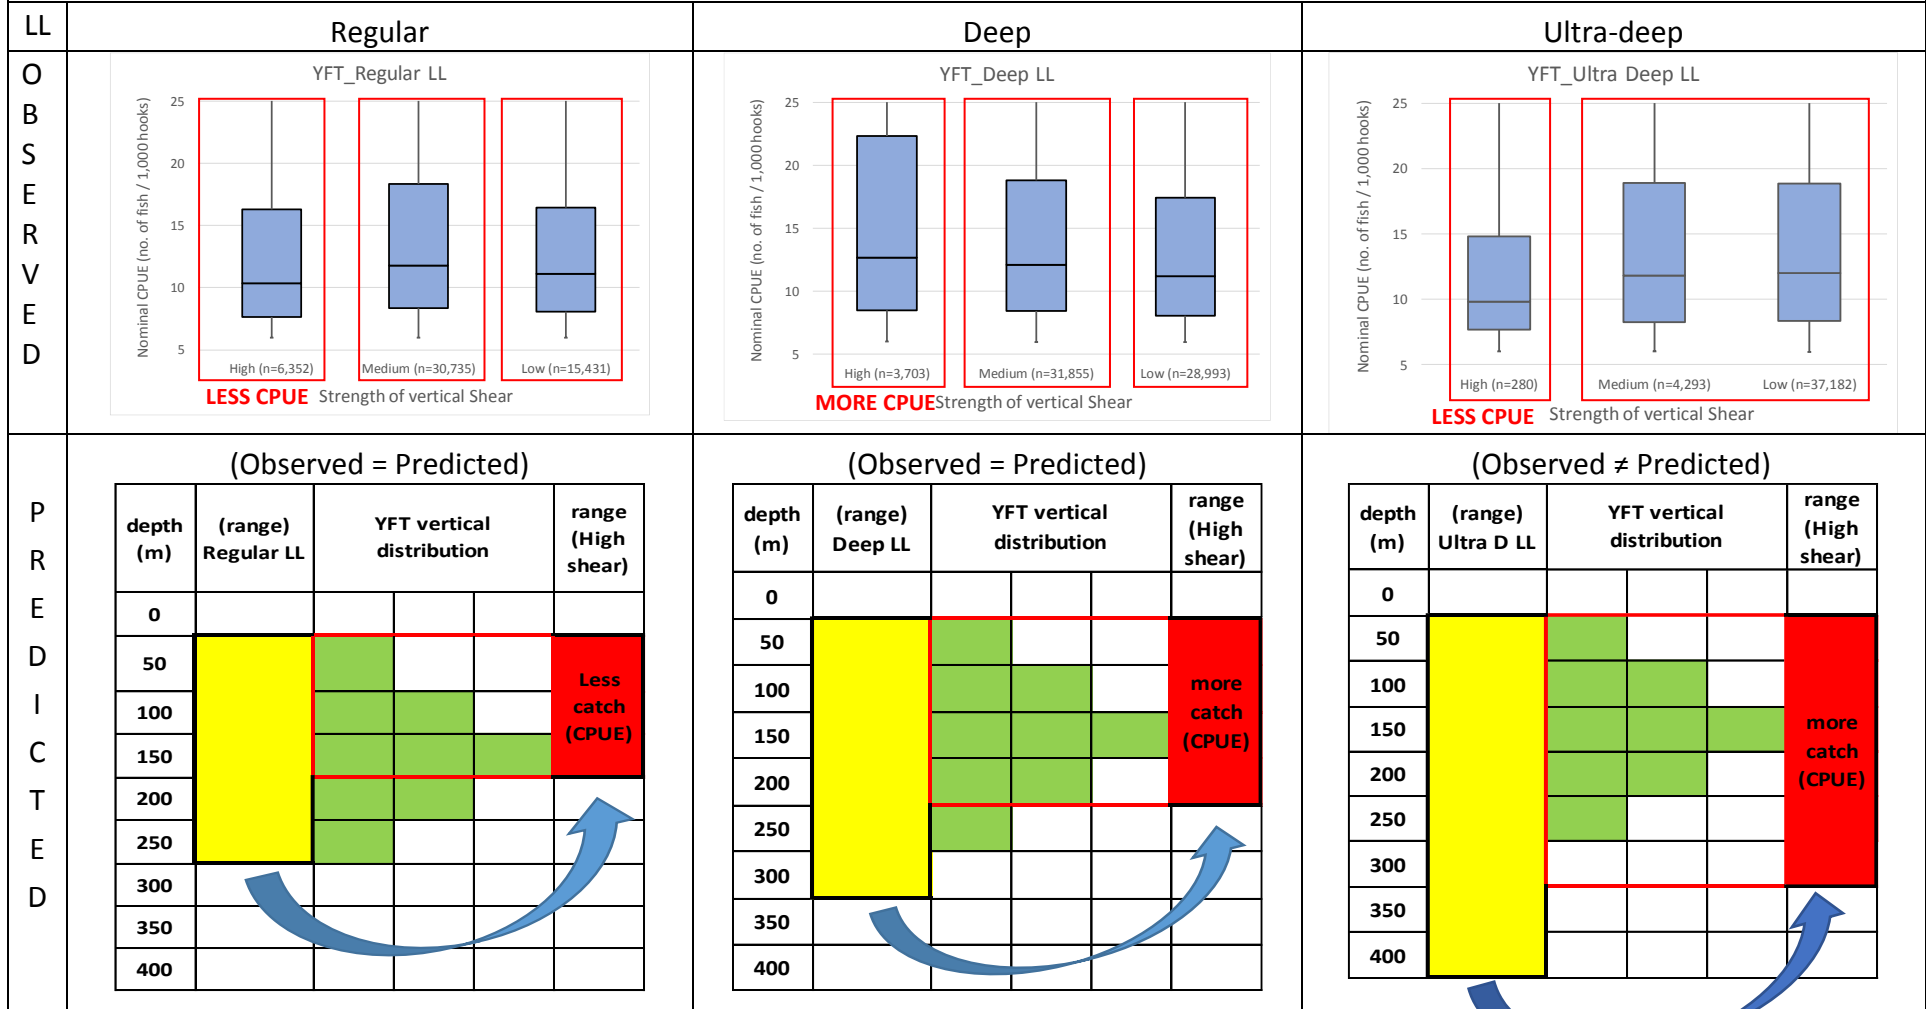 LL
Regular
Deep
Ultra-deep
O
B
S
E
R
V
E
D
YFT_Regular LL
Nominal CPUE (no. of fish / 1,000 hooks)
25
20
15
10
5
High (n=6,352)
Medium (n=30,735)
Low (n=15,431)
LESS CPUE
Strength of vertical Shear
YFT_Deep LL
Nominal CPUE (no. of fish / 1,000 hooks)
25
20
15
10
5
High (n=3,703)
Medium (n=31,855)
Low (n=28,993)
MORE CPUE
Strength of vertical Shear
YFT_Ultra Deep LL
Nominal CPUE (no. of fish / 1,000 hooks)
25
20
15
10
5
High (n=280)
Medium (n=4,293)
Low (n=37,182)
LESS CPUE
Strength of vertical Shear
P
R
E
D
I
C
T
E
D
(Observed = Predicted)
depth
(m)
(range)
Regular LL
YFT vertical
distribution
range
(High
shear)
0
50
100
150
200
250
300
350
400
Less
catch
(CPUE)
(Observed = Predicted)
depth
(m)
(range)
Deep LL
YFT vertical
distribution
range
(High
shear)
0
50
100
150
200
250
300
350
400
more
catch
(CPUE)
(Observed ≠ Predicted)
depth
(m)
(range)
Ultra D LL
YFT vertical
distribution
range
(High
shear)
0
50
100
150
200
250
300
350
400
more
catch
(CPUE)